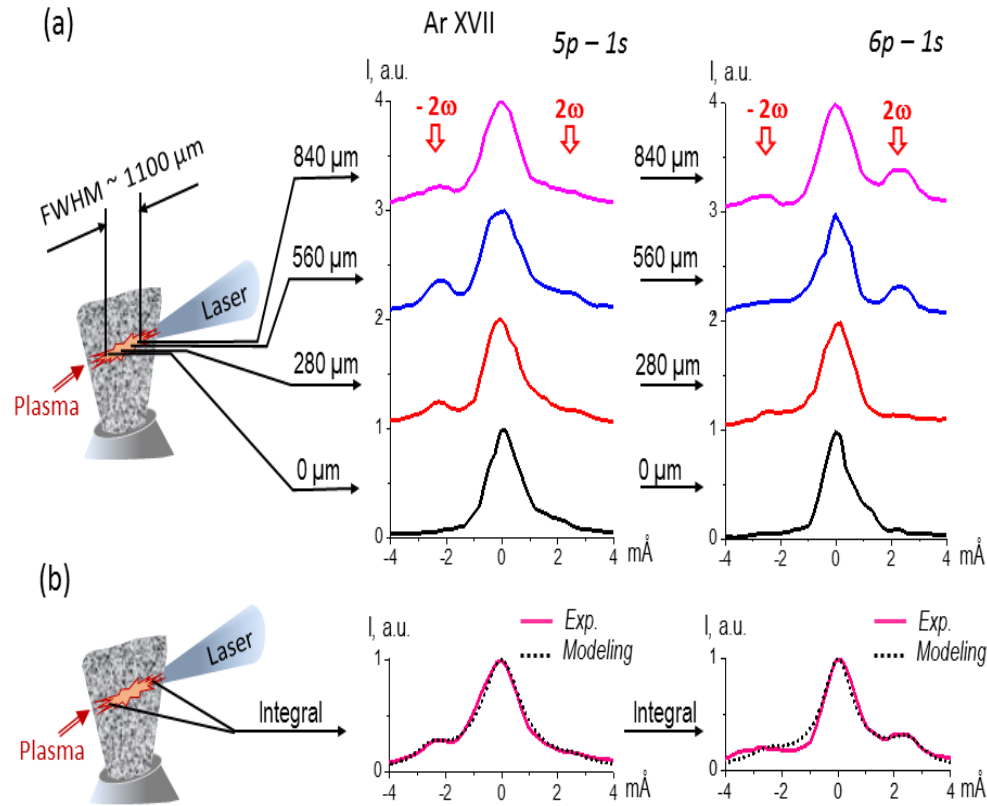 (a)
Ar XVII
5p – 1s
6p – 1s
I, a.u.
I, a.u.
FWHM ~ 1100 µm
Laser
Plasma
840 µm
560 µm
280 µm
0 µm
4
3
2
1
0
- 2ω
2ω
-4 -2 0 2 4 mÅ
840 µm
560 µm
280 µm
0 µm
4
3
2
1
0
- 2ω
2ω
-4 -2 0 2 4 mÅ
(b)
Laser
Plasma
Integral
I, a.u.
Exp.
Modeling
1
0
-4 -2 0 2 4 mÅ
Integral
I, a.u.
Exp.
Modeling
1
0
-4 -2 0 2 4 mÅ